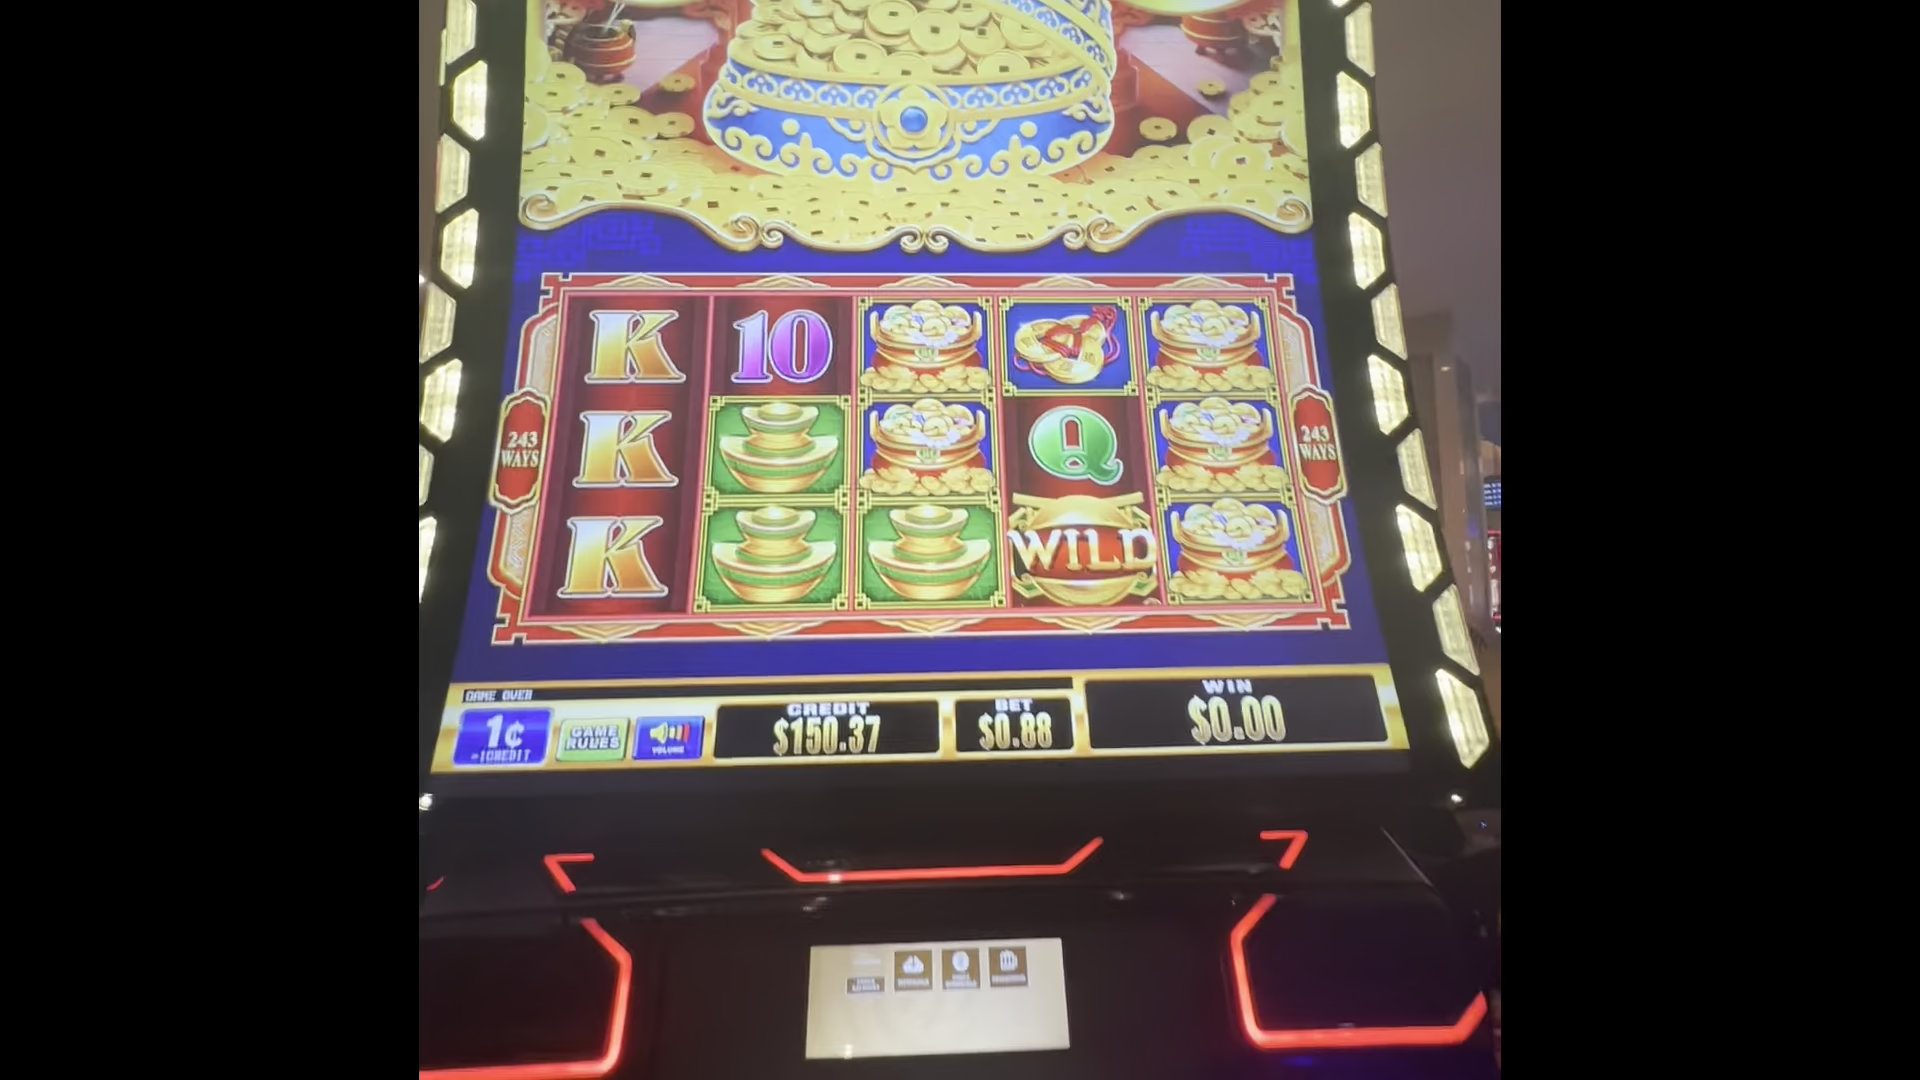 K 10
243 WAYS
K Q
243 WAYS
K WILD
GAME OVER
1¢
=1CREDIT
GAME RULES
VOLUME
CREDIT
$150.37
BET
$0.88
WIN
$0.00